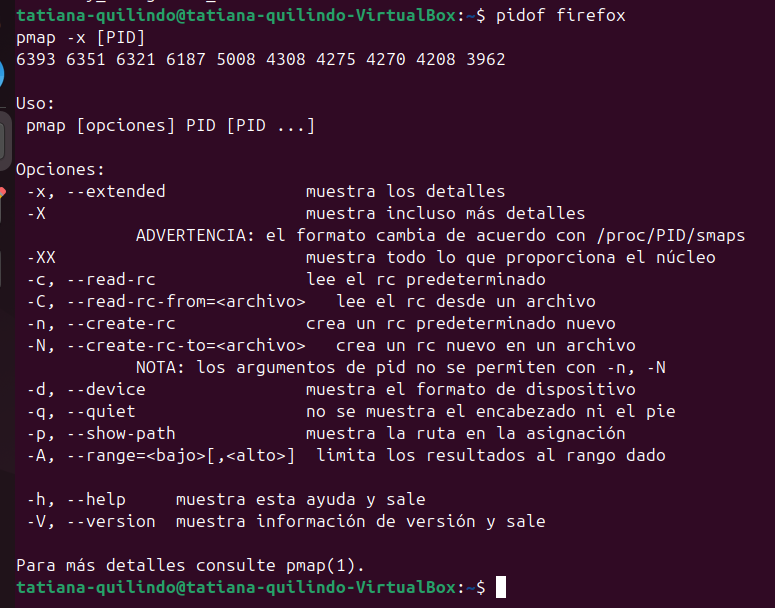 tatiana-quilindo@tatiana-quilindo-VirtualBox:~$ pidof firefox
pmap -x [PID]
6393 6351 6321 6187 5008 4308 4275 4270 4208 3962

Uso:
 pmap [opciones] PID [PID ...]

Opciones:
 -x, --extended              muestra los detalles
 -X                          muestra incluso más detalles
            ADVERTENCIA: el formato cambia de acuerdo con /proc/PID/smaps
 -XX                         muestra todo lo que proporciona el núcleo
 -c, --read-rc               lee el rc predeterminado
 -C, --read-rc-from=<archivo>   lee el rc desde un archivo
 -n, --create-rc             crea un rc predeterminado nuevo
 -N, --create-rc-to=<archivo>   crea un rc nuevo en un archivo
            NOTA: los argumentos de pid no se permiten con -n, -N
 -d, --device                muestra el formato de dispositivo
 -q, --quiet                 no se muestra el encabezado ni el pie
 -p, --show-path             muestra la ruta en la asignación
 -A, --range=<bajo>[,<alto>]  limita los resultados al rango dado

 -h, --help     muestra esta ayuda y sale
 -V, --version  muestra información de versión y sale

Para más detalles consulte pmap(1).
tatiana-quilindo@tatiana-quilindo-VirtualBox:~$